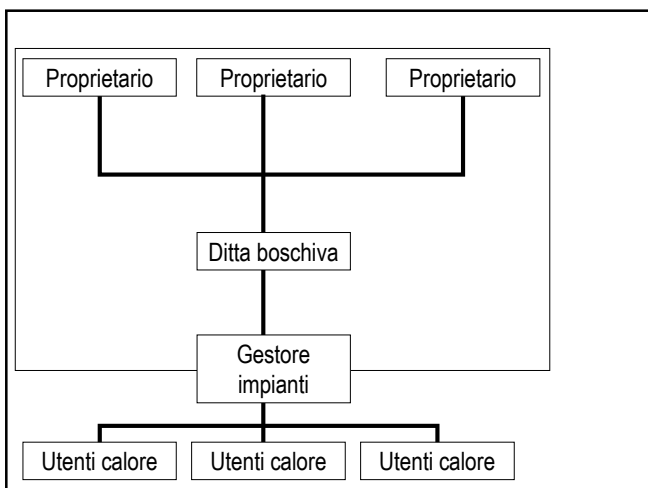 Proprietario Proprietario Proprietario
Ditta boschiva
Gestore
impianti
Utenti calore Utenti calore Utenti calore